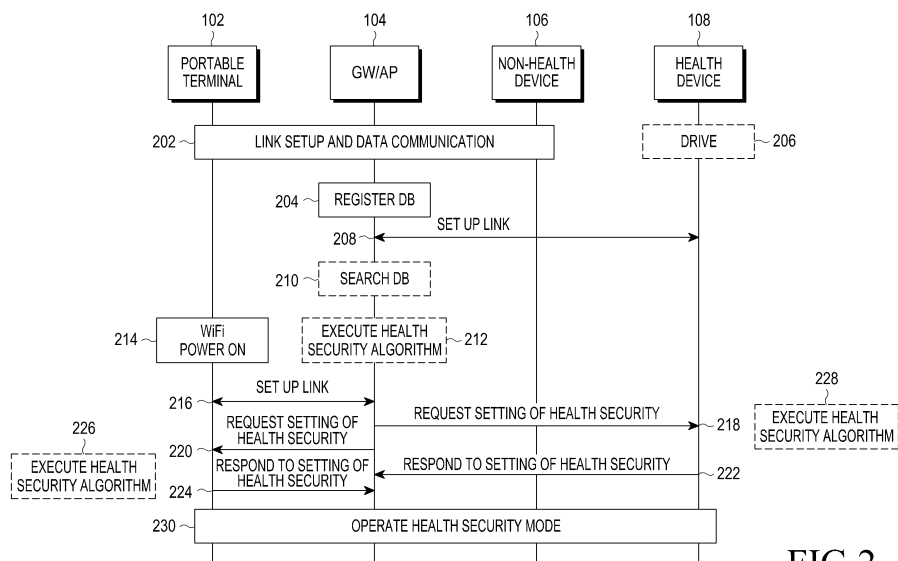 102
104
106
108
PORTABLE
TERMINAL
GW/AP
NON-HEALTH
DEVICE
HEALTH
DEVICE
202
LINK SETUP AND DATA COMMUNICATION
DRIVE
206
204
REGISTER DB
SET UP LINK
208
210
SEARCH DB
214
WiFi
POWER ON
EXECUTE HEALTH
SECURITY ALGORITHM
212
SET UP LINK
216
REQUEST SETTING OF HEALTH SECURITY
218
228
EXECUTE HEALTH
SECURITY ALGORITHM
226
EXECUTE HEALTH
SECURITY ALGORITHM
REQUEST SETTING OF
HEALTH SECURITY
220
RESPOND TO SETTING OF
HEALTH SECURITY
224
RESPOND TO SETTING OF HEALTH SECURITY
222
230
OPERATE HEALTH SECURITY MODE
FIG.2